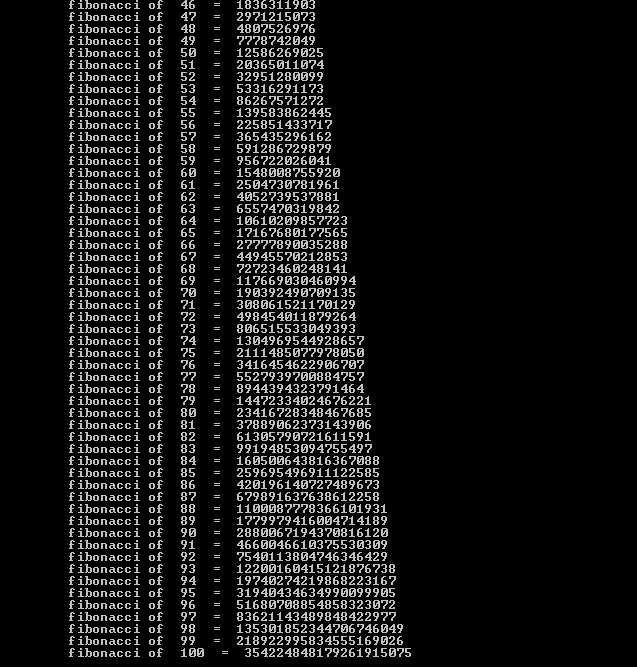 fibonacci of 46 = 1836311903
fibonacci of 47 = 2971215073
fibonacci of 48 = 4807526976
fibonacci of 49 = 7778742049
fibonacci of 50 = 12586269025
fibonacci of 51 = 20365011074
fibonacci of 52 = 32951280099
fibonacci of 53 = 53316291173
fibonacci of 54 = 86267571272
fibonacci of 55 = 139583862445
fibonacci of 56 = 225851433717
fibonacci of 57 = 365435296162
fibonacci of 58 = 591286729879
fibonacci of 59 = 956722026041
fibonacci of 60 = 1548008755920
fibonacci of 61 = 2504730781961
fibonacci of 62 = 4052739537881
fibonacci of 63 = 6557470319842
fibonacci of 64 = 10610209857723
fibonacci of 65 = 17167680177565
fibonacci of 66 = 27777890035288
fibonacci of 67 = 44945570212853
fibonacci of 68 = 72723460248141
fibonacci of 69 = 117669030460994
fibonacci of 70 = 190392490709135
fibonacci of 71 = 308061521170129
fibonacci of 72 = 498454011879264
fibonacci of 73 = 806515533049393
fibonacci of 74 = 1304969544928657
fibonacci of 75 = 2111485077978050
fibonacci of 76 = 3416454622906707
fibonacci of 77 = 5527939700884757
fibonacci of 78 = 8944394323791464
fibonacci of 79 = 14472334024676221
fibonacci of 80 = 23416728348467685
fibonacci of 81 = 37889062373143906
fibonacci of 82 = 61305790721611591
fibonacci of 83 = 99194853094755497
fibonacci of 84 = 160500643816367088
fibonacci of 85 = 259695496911122585
fibonacci of 86 = 420196140727489673
fibonacci of 87 = 679891637638612258
fibonacci of 88 = 1100087778366101931
fibonacci of 89 = 1779979416004714189
fibonacci of 90 = 2880067194370816120
fibonacci of 91 = 4660046610375530309
fibonacci of 92 = 7540113804746346429
fibonacci of 93 = 12200160415121876738
fibonacci of 94 = 19740274219868223167
fibonacci of 95 = 31940434634990099905
fibonacci of 96 = 51680708854858323072
fibonacci of 97 = 83621143489848422977
fibonacci of 98 = 135301852344706746049
fibonacci of 99 = 218922995834555169026
fibonacci of 100 = 354224848179261915075